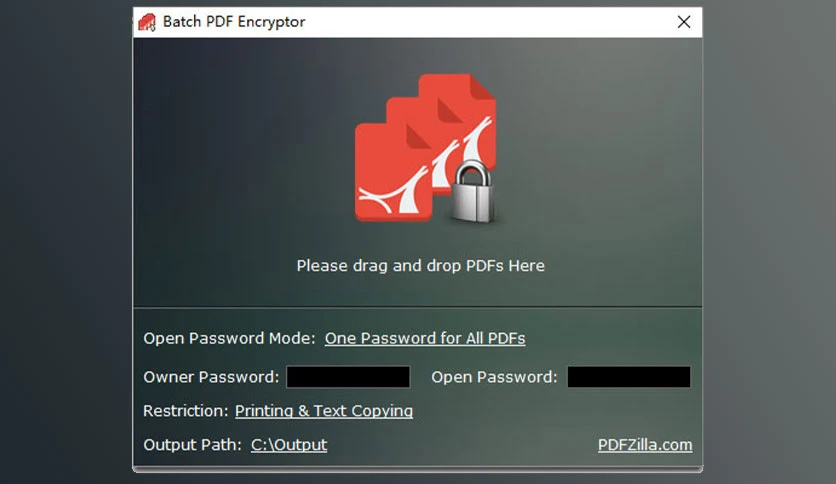 Batch PDF Encryptor
Please drag and drop PDFs Here
Open Password Mode: One Password for All PDFs
Owner Password: Open Password:
Restriction: Printing & Text Copying
Output Path: C:\Output PDFZilla.com